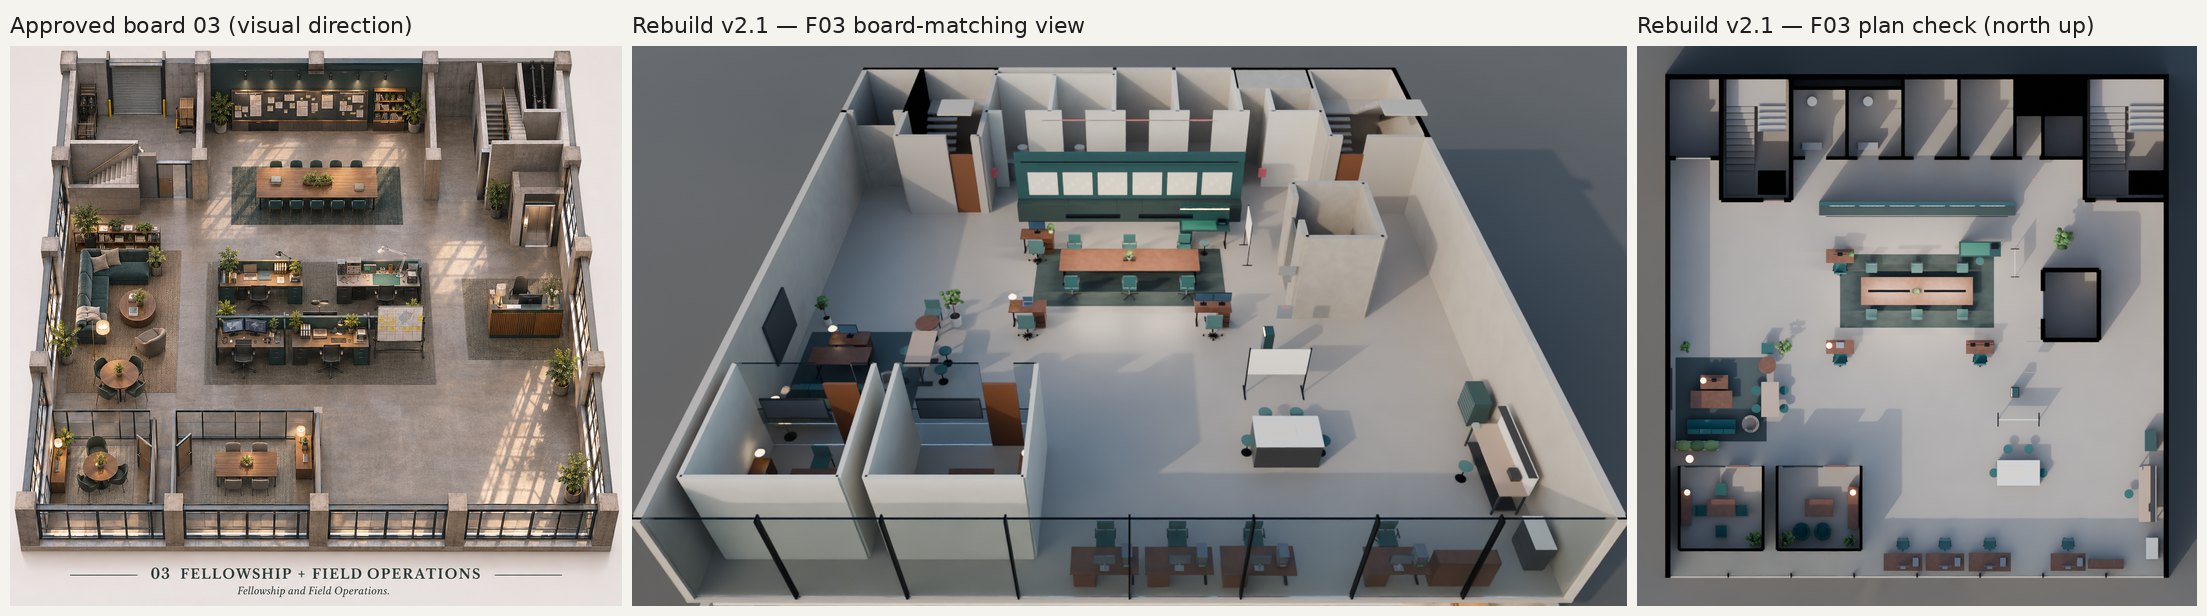 Approved board 03 (visual direction)
Rebuild v2.1 — F03 board-matching view
Rebuild v2.1 — F03 plan check (north up)
03 FELLOWSHIP + FIELD OPERATIONS
Fellowship and Field Operations.